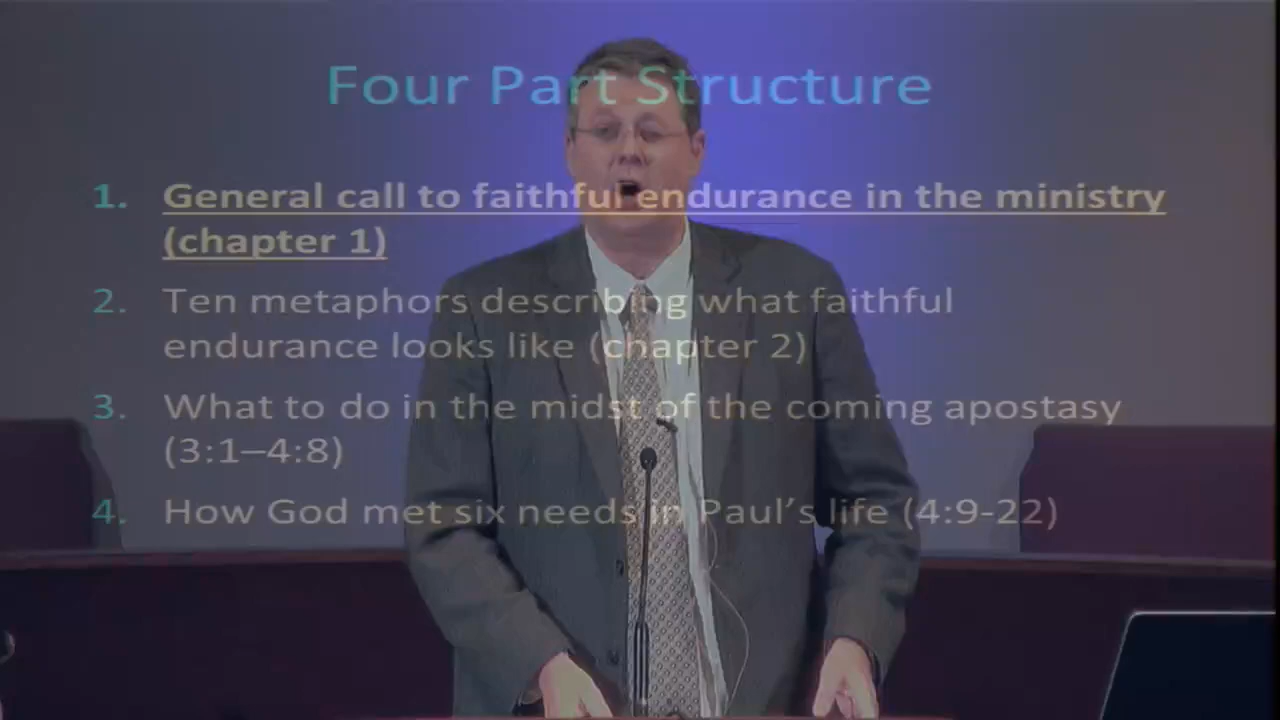 Four Part Structure
1. General call to faithful endurance in the ministry
(chapter 1)
2. Ten metaphors describing what faithful
endurance looks like (chapter 2)
3. What to do in the midst of the coming apostasy
(3:1–4:8)
4. How God met six needs in Paul’s life (4:9-22)